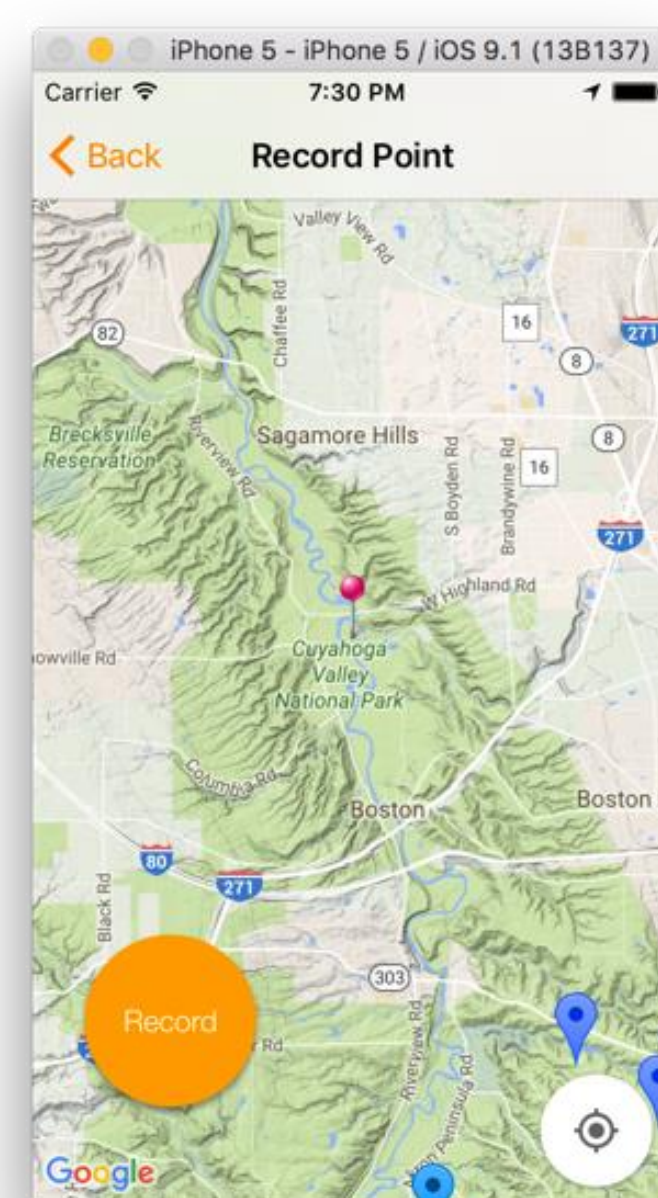 iPhone 5 - iPhone 5 / iOS 9.1 (13B137)
Carrier 7:30 PM
Back Record Point
Valley View Rd
Chaffee Rd
82
16
271
8
Brecksville
Reservation
Riverview Rd
Sagamore Hills
S Boyden Rd
Brandywine Rd
16
8
271
W Highland Rd
owville Rd
Cuyahoga
Valley
National Park
Columbia Rd
Boston
Boston
80
271
Black Rd
303
Record
r Rd
Riverview Rd
Peninsula Rd
Google